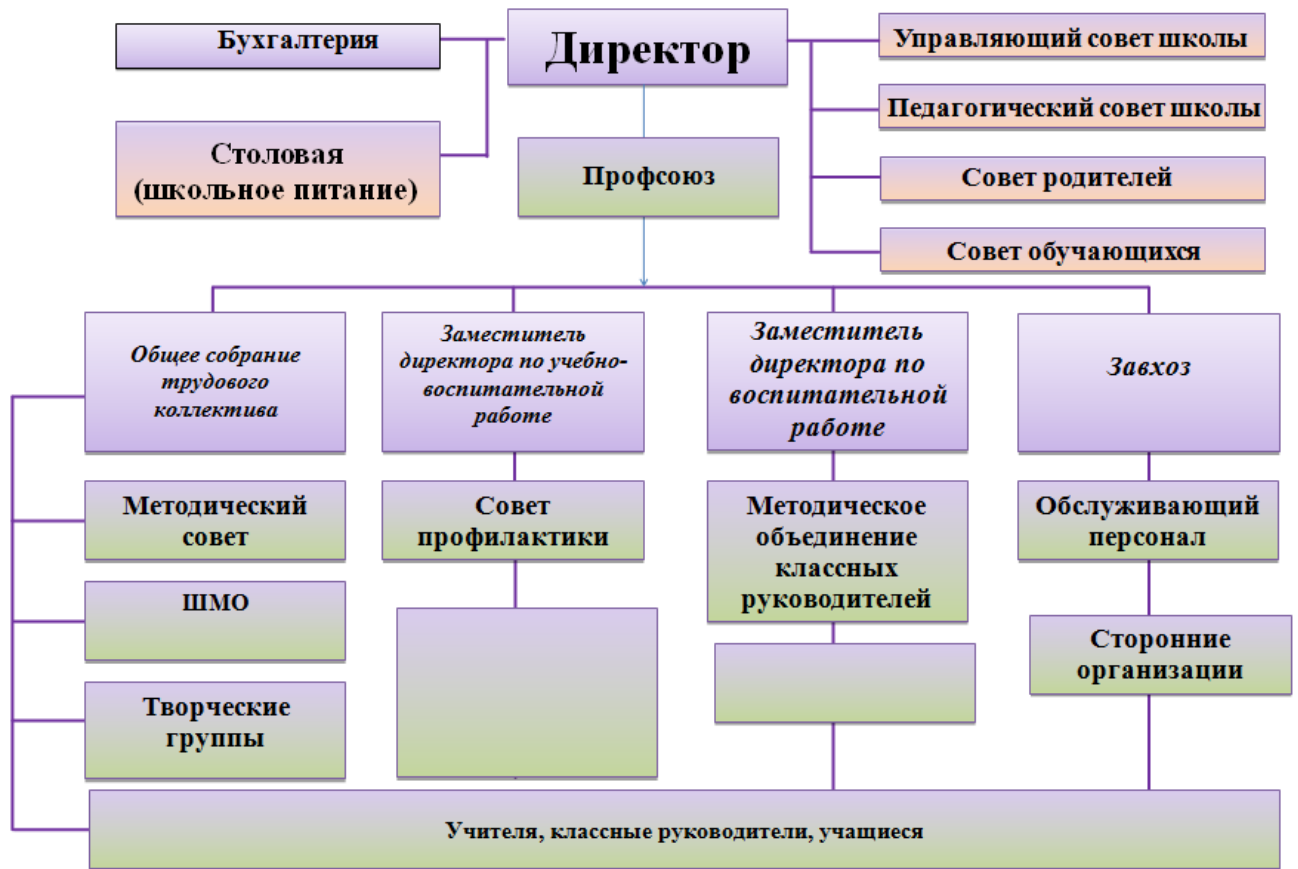 Бухгалтерия
Директор
Управляющий совет школы
Педагогический совет школы
Столовая
(школьное питание)
Профсоюз
Совет родителей
Совет обучающихся
Общее собрание
трудового
коллектива
Заместитель
директора по учебно-
воспитательной
работе
Заместитель
директора по
воспитательной
работе
Завхоз
Методический
совет
Совет
профилактики
Методическое
объединение
классных
руководителей
Обслуживающий
персонал
ШМО
Сторонние
организации
Творческие
группы
Учителя, классные руководители, учащиеся